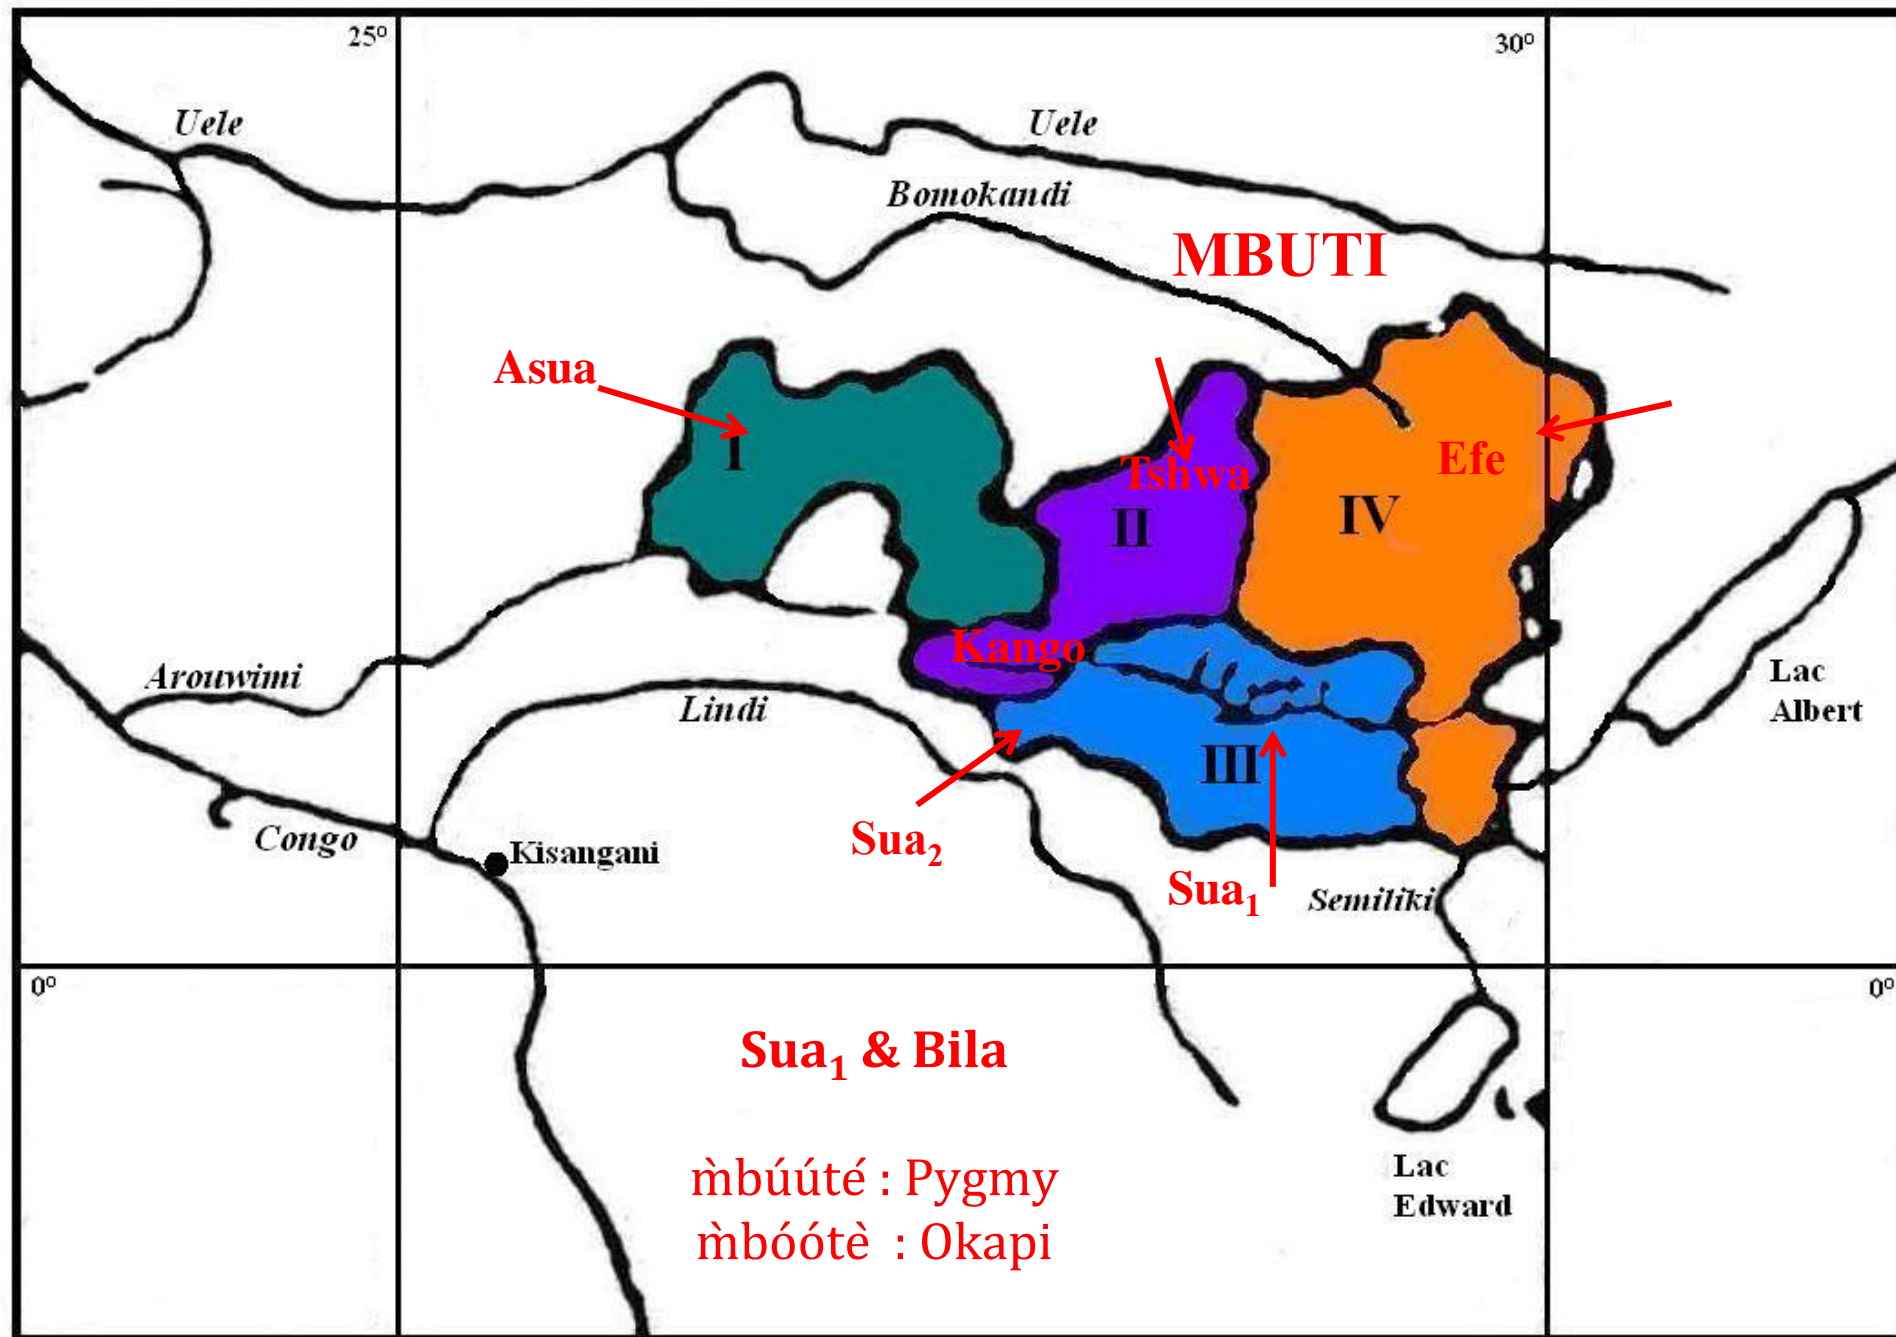 25°
30°
Uele
Uele
Bomokandi
MBUTI
Asua
I
Tshwa
Efe
IV
II
Kango
Arouwimi
Lindi
Lac
Albert
III
Sua₂
Congo
Kisangani
Sua₁
Semiliki
0°
0°
Sua₁ & Bila
m̀búúté : Pygmy
m̀bóótè : Okapi
Lac
Edward